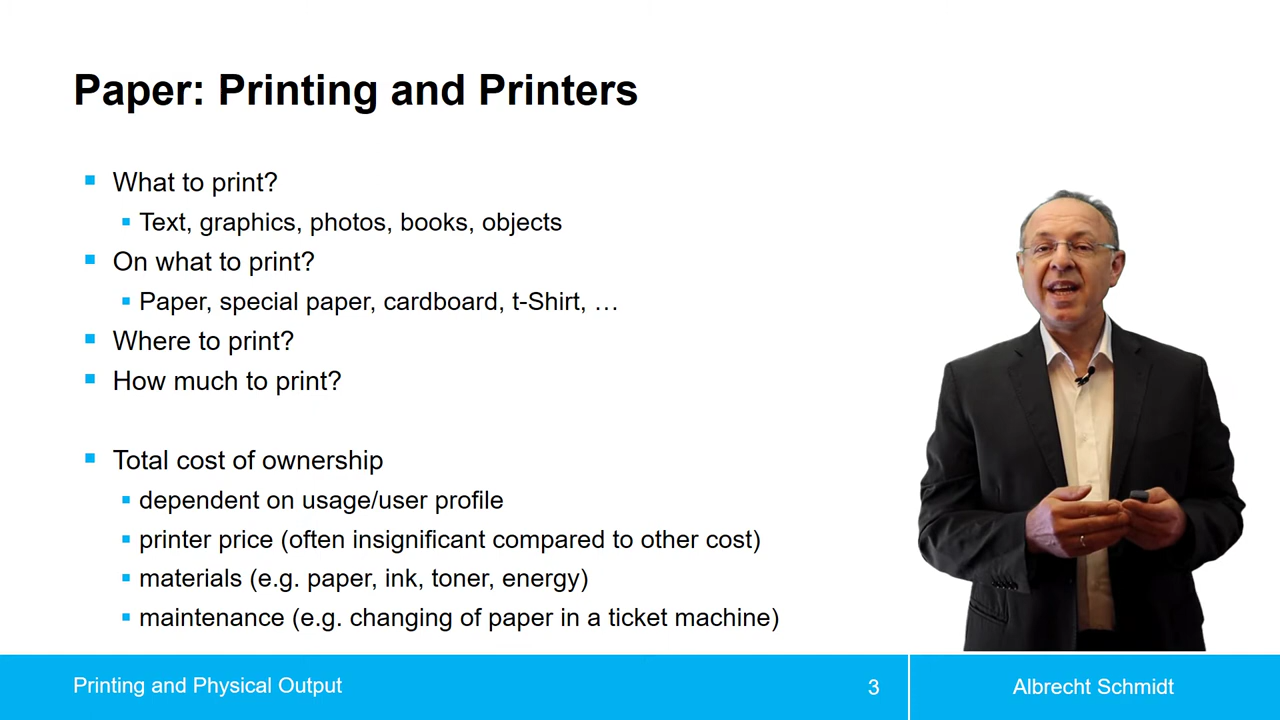 Paper: Printing and Printers
What to print?
Text, graphics, photos, books, objects
On what to print?
Paper, special paper, cardboard, t-Shirt, …
Where to print?
How much to print?
Total cost of ownership
dependent on usage/user profile
printer price (often insignificant compared to other cost)
materials (e.g. paper, ink, toner, energy)
maintenance (e.g. changing of paper in a ticket machine)
Printing and Physical Output
3
Albrecht Schmidt